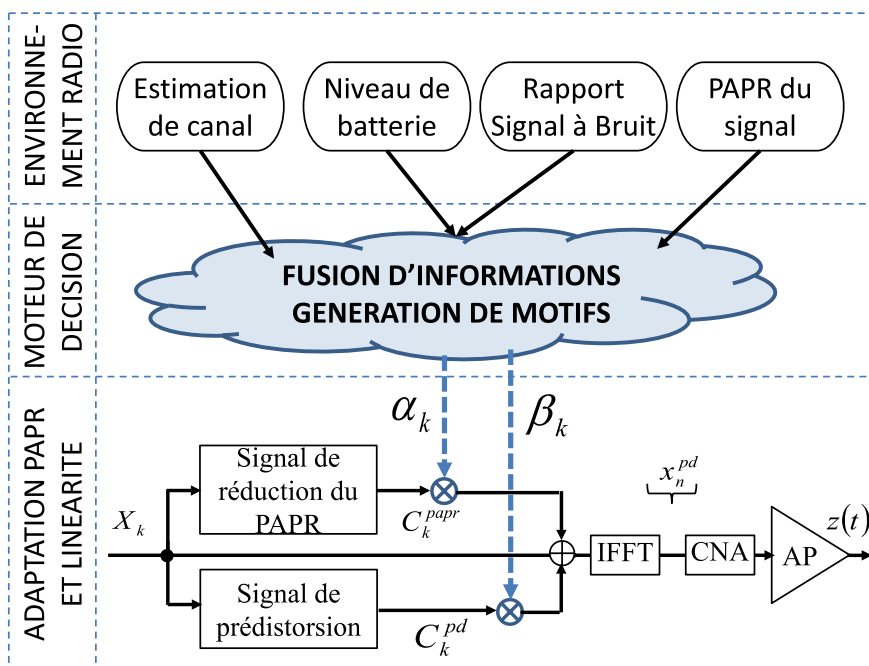 ENVIRONNE-
MENT RADIO
Estimation
de canal
Niveau de
batterie
Rapport
Signal à Bruit
PAPR du
signal
MOTEUR DE
DECISION
FUSION D’INFORMATIONS
GENERATION DE MOTIFS
ADAPTATION PAPR
ET LINEARITE
α_k
β_k
X_k
Signal de
réduction du
PAPR
C_k^{papr}
Signal de
prédistorsion
C_k^{pd}
IFFT
x_n^{pd}
CNA
AP
z(t)